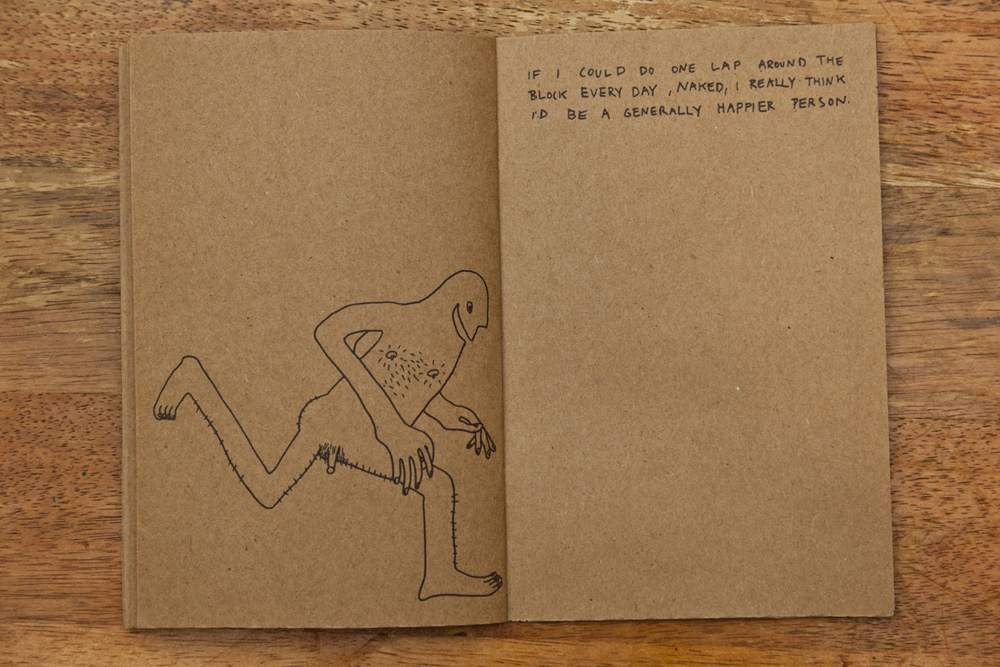 IF I COULD DO ONE LAP AROUND THE
BLOCK EVERY DAY , NAKED, I REALLY THINK
I'D BE A GENERALLY HAPPIER PERSON.